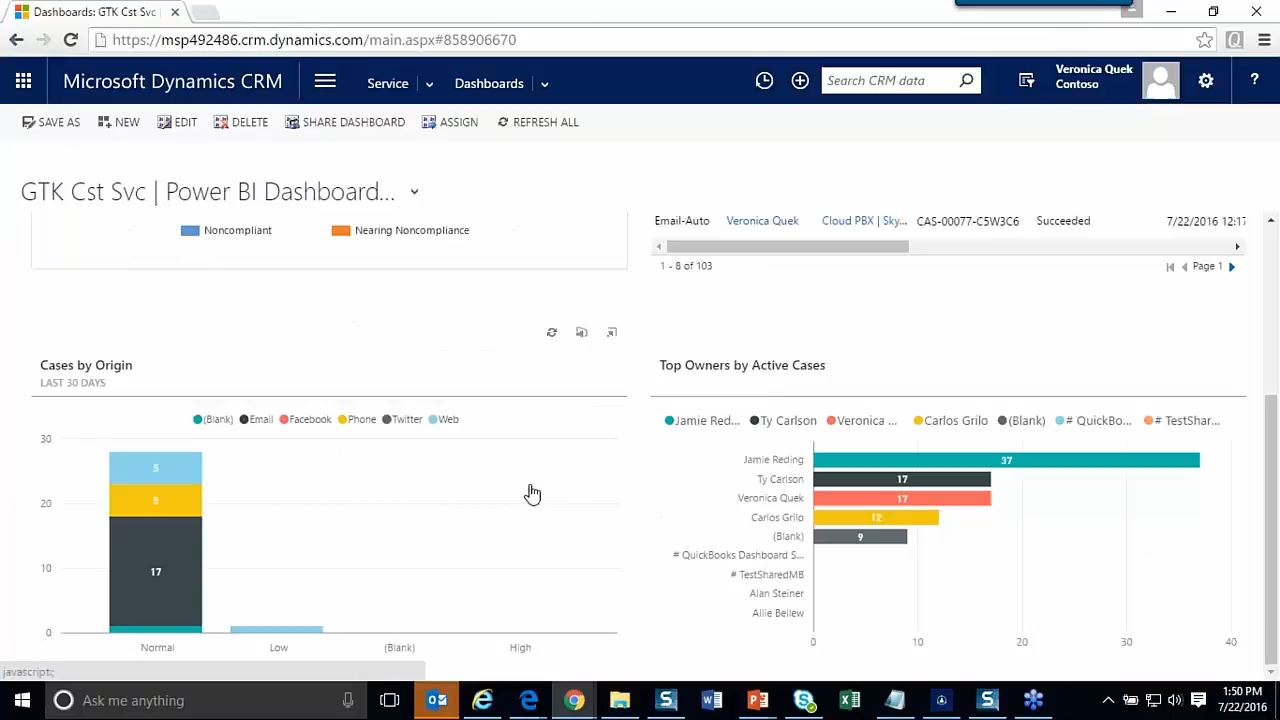 Dashboards: GTK Cst Svc
https://msp492486.crm.dynamics.com/main.aspx#858906670
Microsoft Dynamics CRM
Service
Dashboards
Search CRM data
Veronica Quek
Contoso
?
SAVE AS
NEW
EDIT
DELETE
SHARE DASHBOARD
ASSIGN
REFRESH ALL
GTK Cst Svc | Power BI Dashboard...
Noncompliant
Nearing Noncompliance
Email-Auto Veronica Quek Cloud PBX | Sky... CAS-00077-C5W3C6 Succeeded 7/22/2016 12:17
1 - 8 of 103
Page 1
Cases by Origin
LAST 30 DAYS
(Blank) Email Facebook Phone Twitter Web
30
20
10
0
5
5
17
Normal
Low
(Blank)
High
Top Owners by Active Cases
Jamie Red... Ty Carlson Veronica ... Carlos Grilo (Blank) # QuickBo... # TestShar...
Jamie Reding 37
Ty Carlson 17
Veronica Quek 17
Carlos Grilo 12
(Blank) 9
# QuickBooks Dashboard S...
# TestSharedMB
Alan Steiner
Allie Bellew
0 10 20 30 40
javascript:
Ask me anything
1:50 PM
7/22/2016